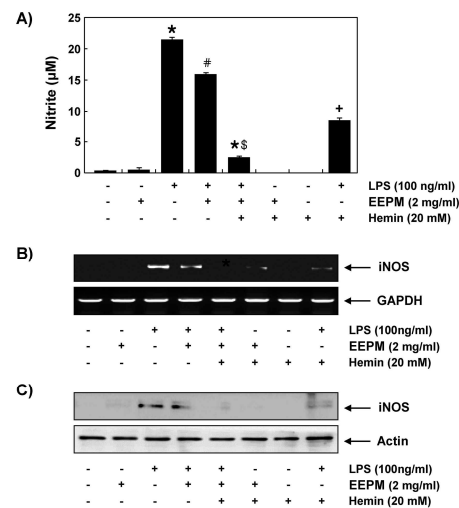 A)
Nitrite (µM)
25
20
15
10
5
0
*
#
*$
+
- - + + + - - + LPS (100 ng/ml)
- + - + + + - - EEPM (2 mg/ml)
- - - - + + + + Hemin (20 mM)
B)
*
iNOS
GAPDH
- - + + + - - + LPS (100ng/ml)
- + - + + + - - EEPM (2 mg/ml)
- - - - + + + + Hemin (20 mM)
C)
iNOS
Actin
- - + + + - - + LPS (100ng/ml)
- + - + + + - - EEPM (2 mg/ml)
- - - - + + + + Hemin (20 mM)